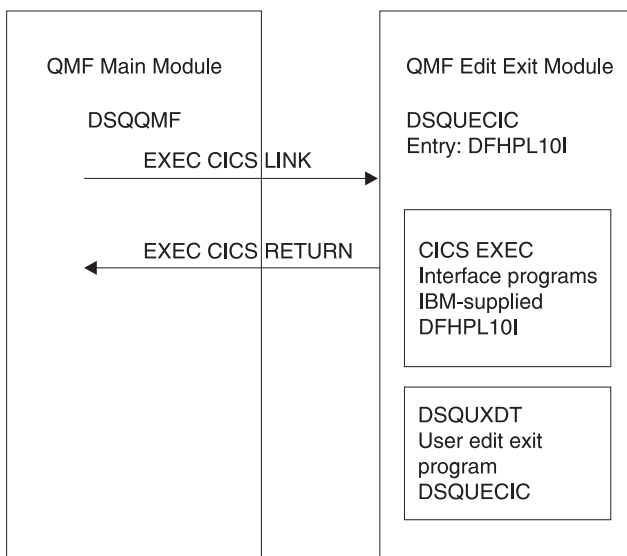 QMF Main Module
DSQQMF
EXEC CICS LINK
EXEC CICS RETURN
QMF Edit Exit Module
DSQUECIC
Entry: DFHPL10I
CICS EXEC
Interface programs
IBM-supplied
DFHPL10I
DSQUXDT
User edit exit
program
DSQUECIC